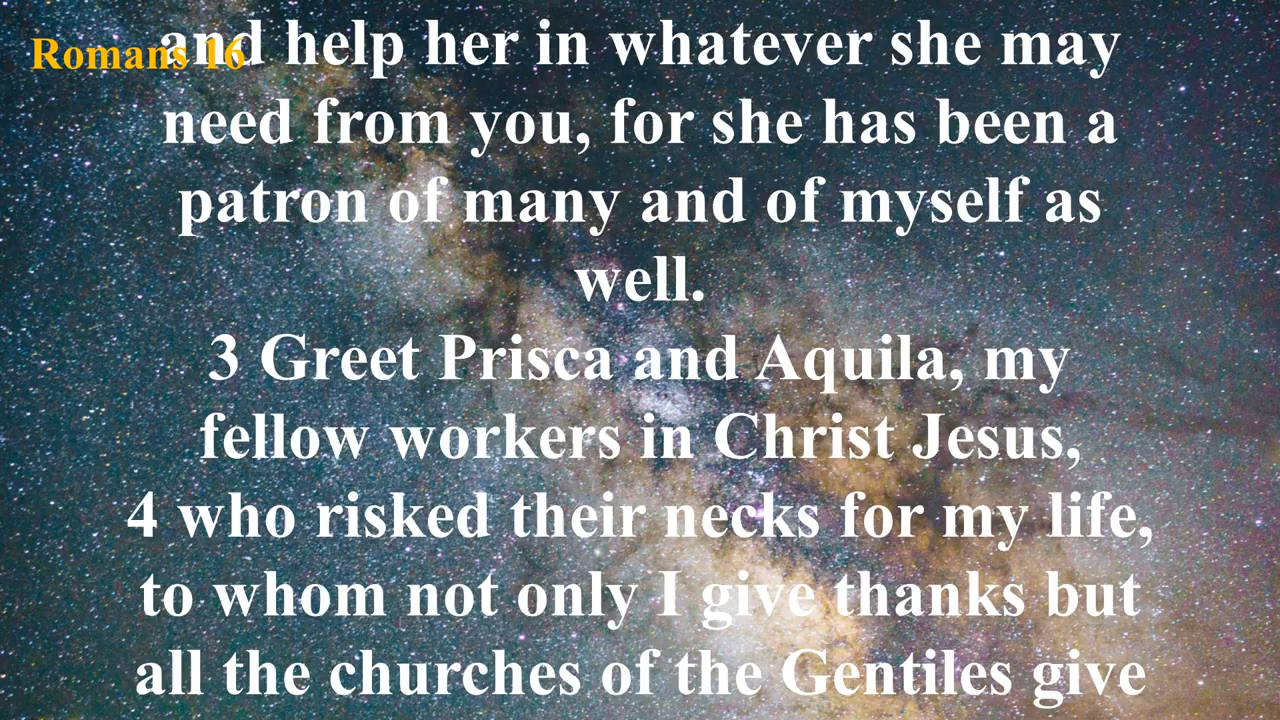 Romans 16
and help her in whatever she may
need from you, for she has been a
patron of many and of myself as
well.
3 Greet Prisca and Aquila, my
fellow workers in Christ Jesus,
4 who risked their necks for my life,
to whom not only I give thanks but
all the churches of the Gentiles give